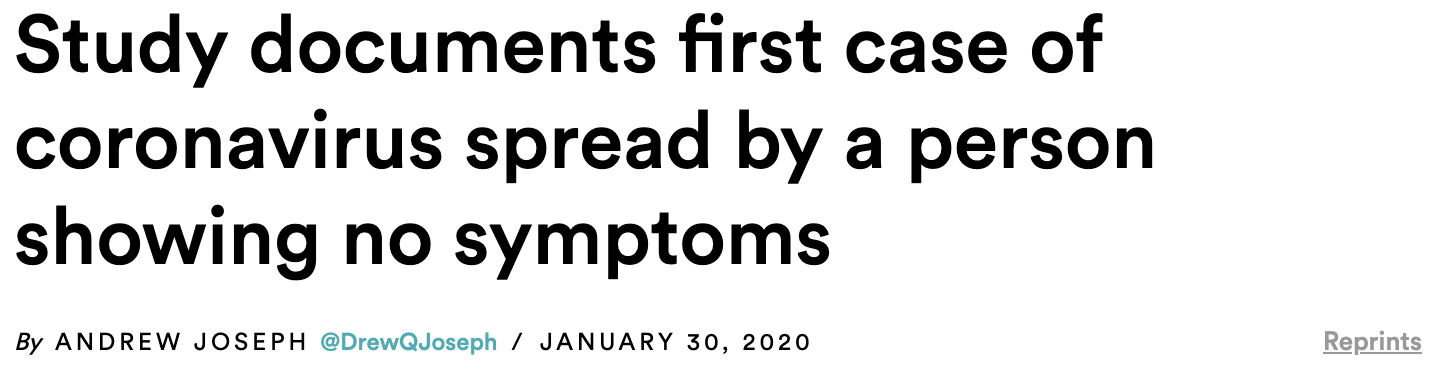 Study documents first case of
coronavirus spread by a person
showing no symptoms
By ANDREW JOSEPH @DrewQJoseph / JANUARY 30, 2020 Reprints